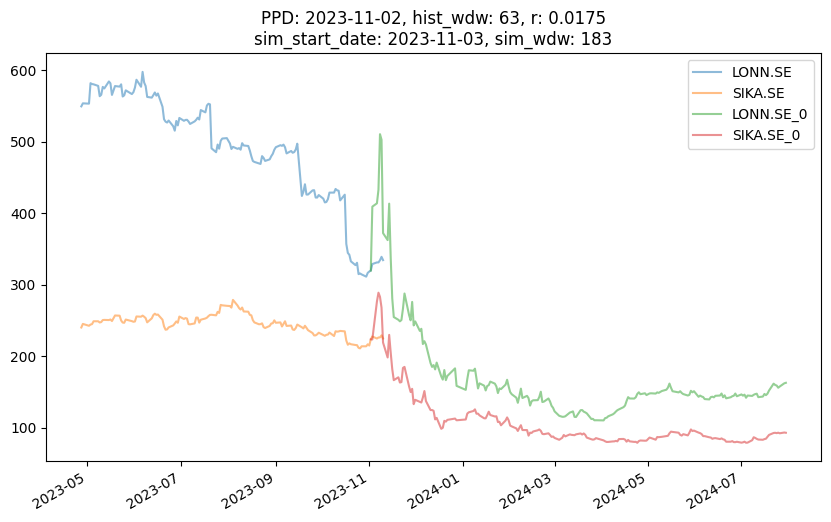 PPD: 2023-11-02, hist_wdw: 63, r: 0.0175
sim_start_date: 2023-11-03, sim_wdw: 183
LONN.SE
SIKA.SE
LONN.SE_0
SIKA.SE_0
600
500
400
300
200
100
2023-05
2023-07
2023-09
2023-11
2024-01
2024-03
2024-05
2024-07